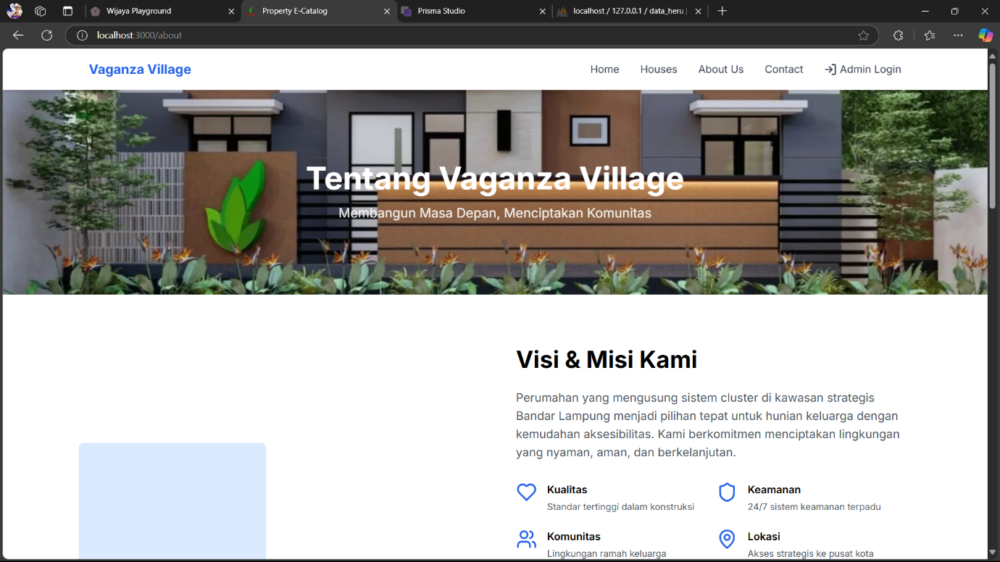 Wijaya Playground
Property E-Catalog
Prisma Studio
localhost / 127.0.0.1 / data_heru |
localhost:3000/about
Vaganza Village
Home
Houses
About Us
Contact
Admin Login
Tentang Vaganza Village
Membangun Masa Depan, Menciptakan Komunitas
Visi & Misi Kami
Perumahan yang mengusung sistem cluster di kawasan strategis
Bandar Lampung menjadi pilihan tepat untuk hunian keluarga dengan
kemudahan aksesibilitas. Kami berkomitmen menciptakan lingkungan
yang nyaman, aman, dan berkelanjutan.
Kualitas
Standar tertinggi dalam konstruksi
Keamanan
24/7 sistem keamanan terpadu
Komunitas
Lingkungan ramah keluarga
Lokasi
Akses strategis ke pusat kota